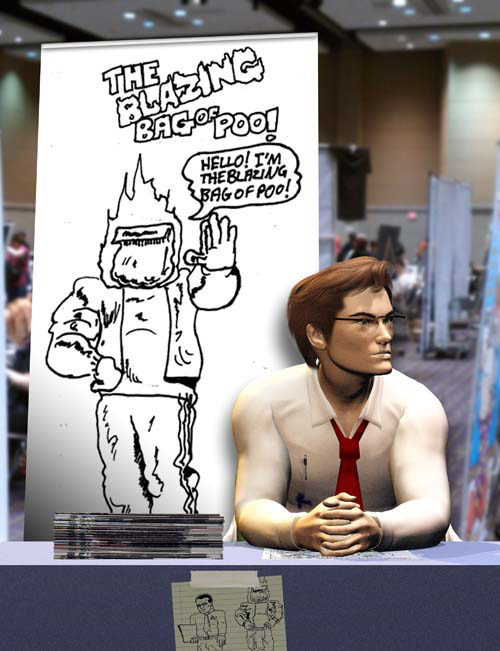 THE
BLAZING
BAG OF POO!
HELLO! I'M
THE BLAZING
BAG OF POO!